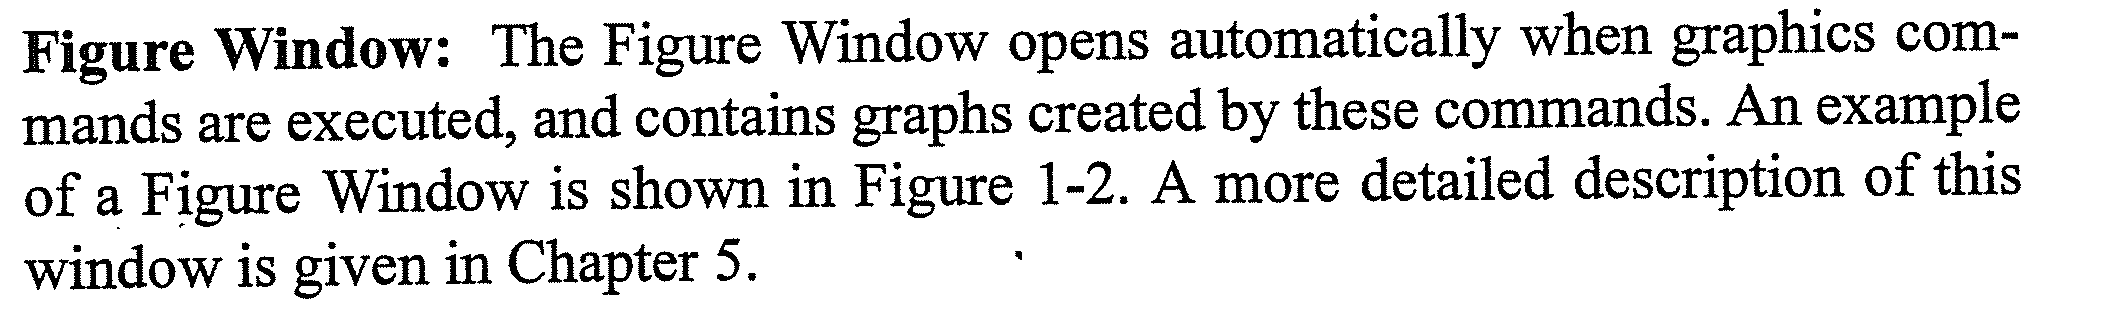 Figure Window: The Figure Window opens automatically when graphics com-
mands are executed, and contains graphs created by these commands. An example
of a Figure Window is shown in Figure 1-2. A more detailed description of this
window is given in Chapter 5.